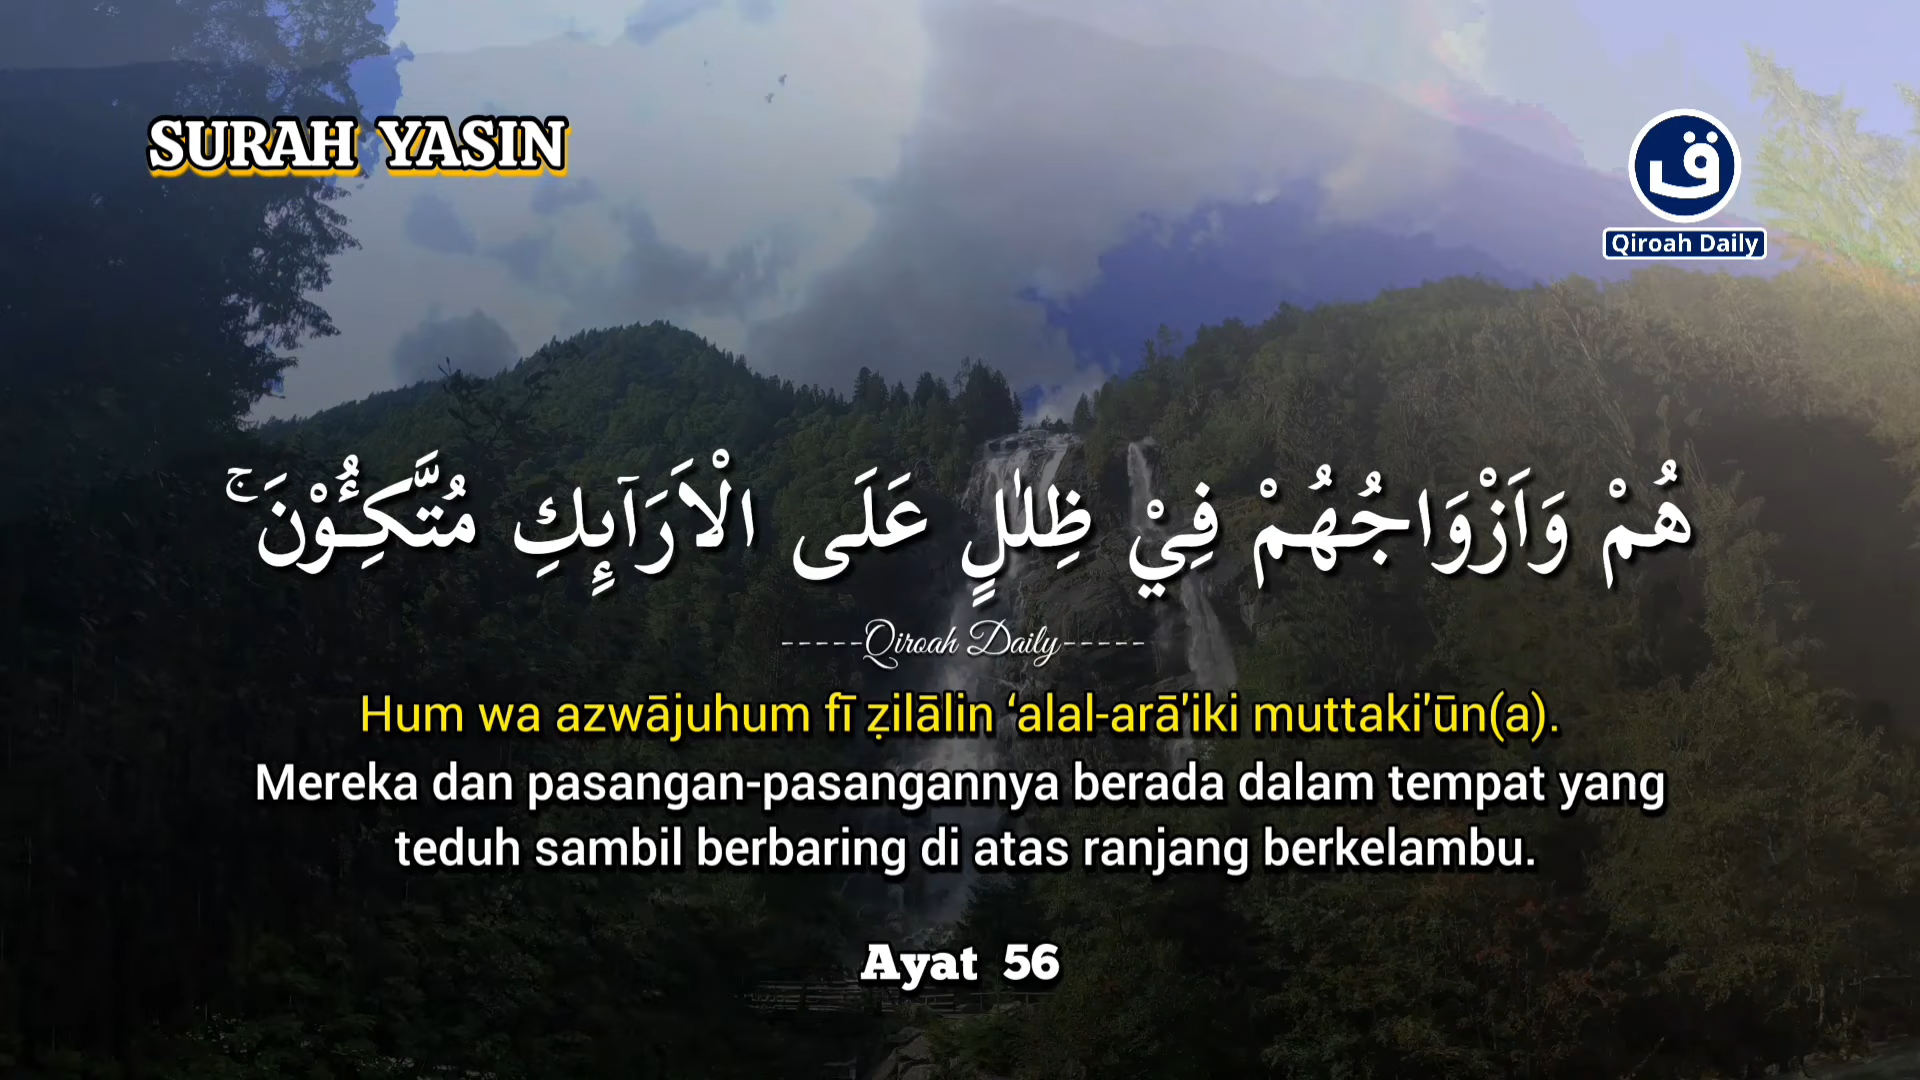 SURAH YASIN
ق
Qiroah Daily
هُمْ وَاَزْوَاجُهُمْ فِيْ ظِلٰلٍ عَلَى الْاَرَاۤىِٕكِ مُتَّكِـُٔوْنَ ۚ
-----Qiroah Daily-----
Hum wa azwājuhum fī ẓilālin ‘alal-arā'iki muttaki'ūn(a).
Mereka dan pasangan-pasangannya berada dalam tempat yang
teduh sambil berbaring di atas ranjang berkelambu.
Ayat 56